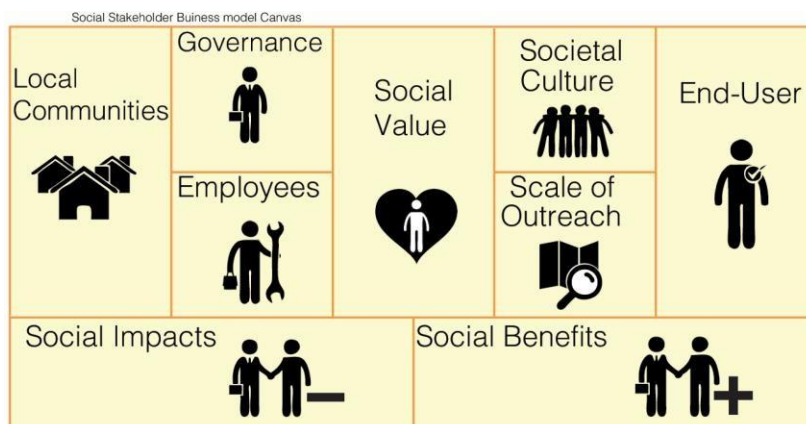 Social Stakeholder Buiness model Canvas
Local
Communities
Governance
Employees
Social
Value
Societal
Culture
Scale of
Outreach
End-User
Social Impacts
Social Benefits